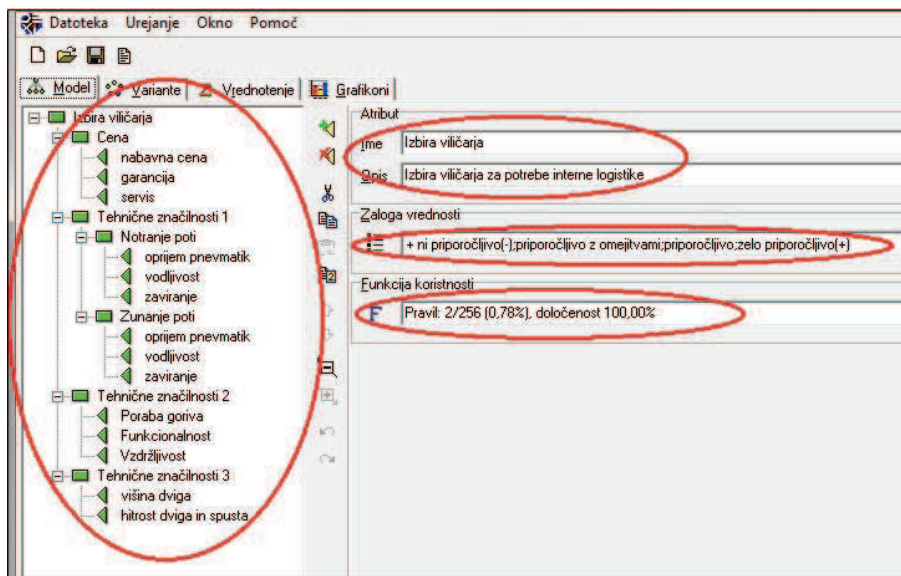 Datoteka Urejanje Okno Pomoč
Model Variante Vrednotenje Grafikoni
Izbira viličarja
Cena
nabavna cena
garancija
servis
Tehnične značilnosti 1
Notranje poti
oprijem pnevmatik
vodljivost
zaviranje
Zunanje poti
oprijem pnevmatik
vodljivost
zaviranje
Tehnične značilnosti 2
Poraba goriva
Funkcionalnost
Vzdržljivost
Tehnične značilnosti 3
višina dviga
hitrost dviga in spusta
Atribut
Ime Izbira viličarja
Opis Izbira viličarja za potrebe interne logistike
Zaloga vrednosti
+ ni priporočljivo(-);priporočljivo z omejitvami;priporočljivo;zelo priporočljivo(+)
Funkcija koristnosti
F Pravil: 2/256 (0,78%), določenost 100,00%